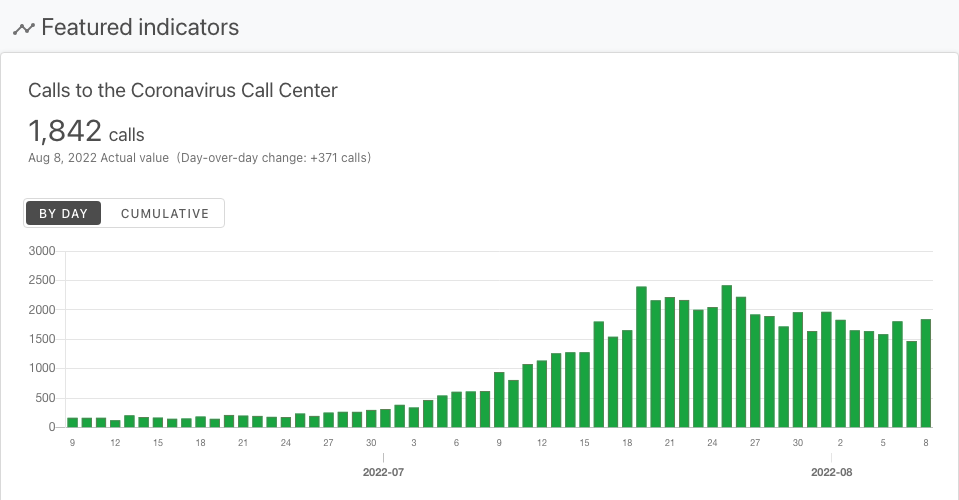 Featured indicators
Calls to the Coronavirus Call Center
1,842 calls
Aug 8, 2022 Actual value (Day-over-day change: +371 calls)
BY DAY CUMULATIVE
3000
2500
2000
1500
1000
500
0
9 12 15 18 21 24 27 30 3 6 9 12 15 18 21 24 27 30 2 5 8
2022-07 2022-08